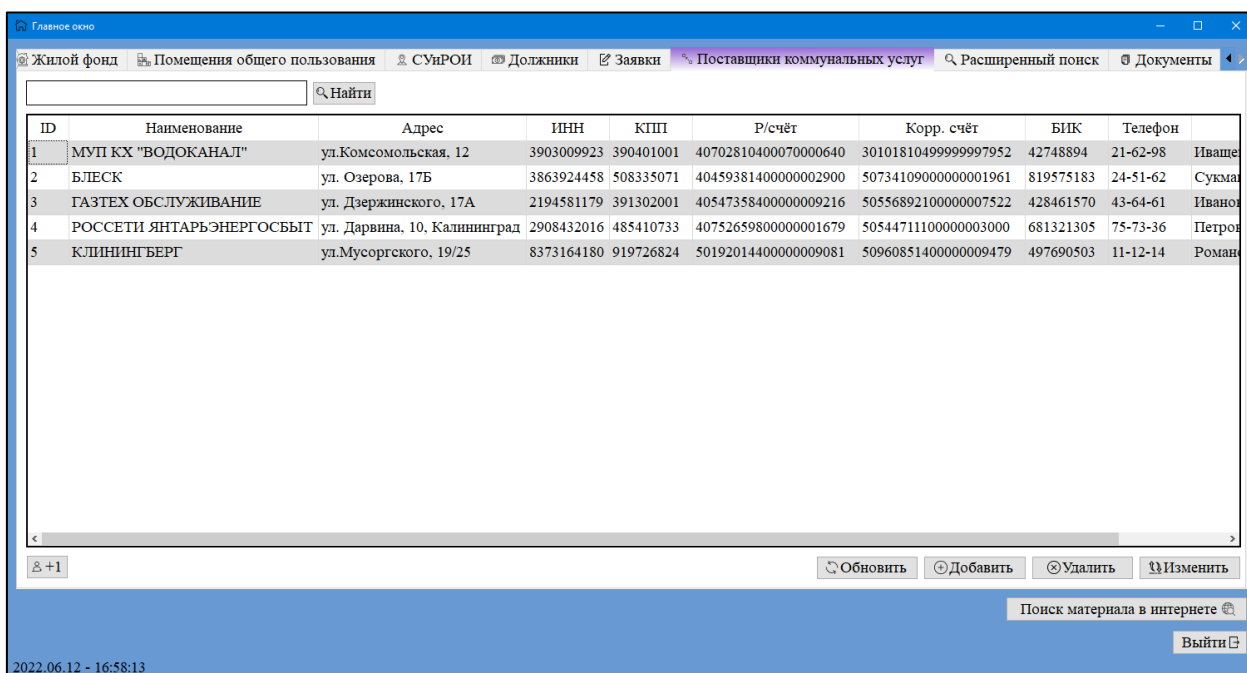 Главное окно
Жилой фонд Помещения общего пользования СУиРОИ Должники Заявки Поставщики коммунальных услуг Расширенный поиск Документы
Найти
ID Наименование Адрес ИНН КПП Р/счёт Корр. счёт БИК Телефон
1 МУП КХ "ВОДОКАНАЛ" ул.Комсомольская, 12 3903009923 390401001 40702810400070000640 30101810499999997952 42748894 21-62-98 Иваще
2 БЛЕСК ул. Озерова, 17Б 3863924458 508335071 40459381400000002900 50734109000000001961 819575183 24-51-62 Сукма
3 ГАЗТЕХ ОБСЛУЖИВАНИЕ ул. Дзержинского, 17А 2194581179 391302001 40547358400000009216 50556892100000007522 428461570 43-64-61 Ивано
4 РОССЕТИ ЯНТАРЬЭНЕРГОСБЫТ ул. Дарвина, 10, Калининград 2908432016 485410733 40752659800000001679 50544711100000003000 681321305 75-73-36 Петро
5 КЛИНИНГБЕРГ ул.Мусоргского, 19/25 8373164180 919726824 50192014400000009081 50960851400000009479 497690503 11-12-14 Роман
+1 Обновить Добавить Удалить Изменить
Поиск материала в интернете
Выйти
2022.06.12 - 16:58:13